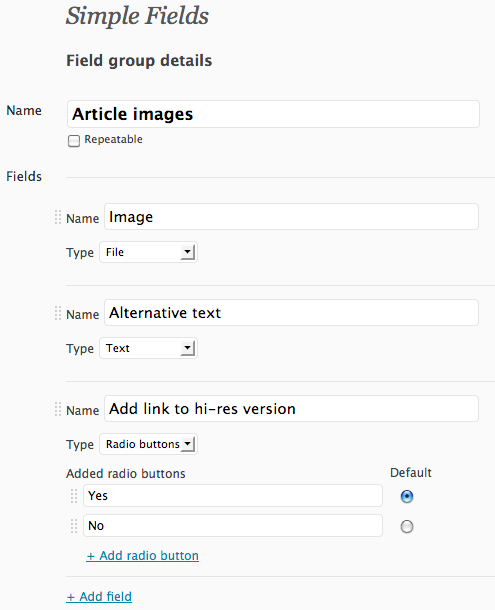 Simple Fields
Field group details
Name Article images
Repeatable
Fields
Name Image
Type File
Name Alternative text
Type Text
Name Add link to hi-res version
Type Radio buttons
Added radio buttons Default
Yes
No
+ Add radio button
+ Add field